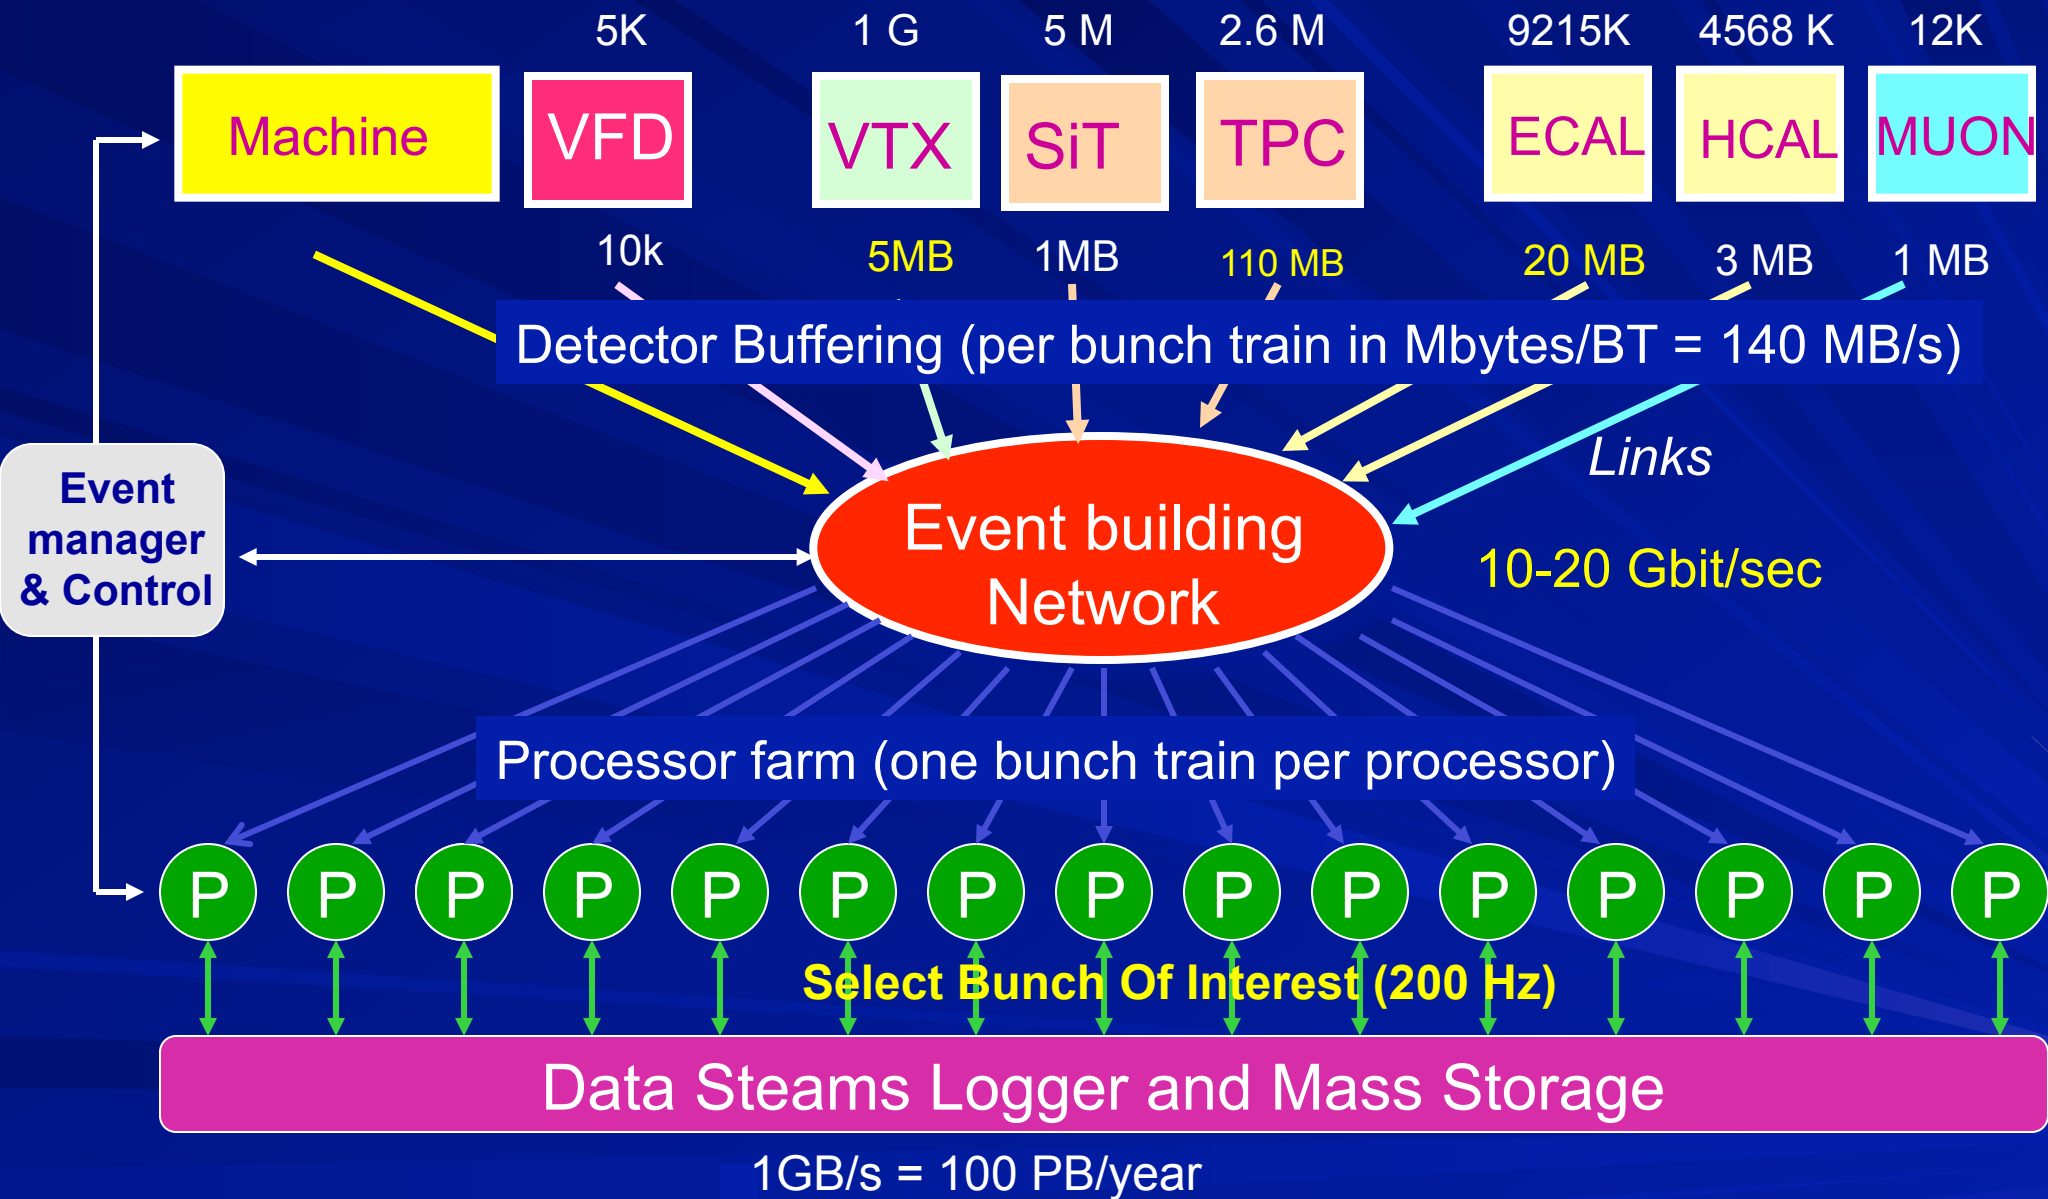 5K 1 G 5 M 2.6 M 9215K 4568 K 12K
Machine VFD VTX SiT TPC ECAL HCAL MUON
10k 5MB 1MB 110 MB 20 MB 3 MB 1 MB
Detector Buffering (per bunch train in Mbytes/BT = 140 MB/s)
Links
Event
manager
& Control
Event building
Network
10-20 Gbit/sec
Processor farm (one bunch train per processor)
P P P P P P P P P P P P P P P
Select Bunch Of Interest (200 Hz)
Data Steams Logger and Mass Storage
1GB/s = 100 PB/year